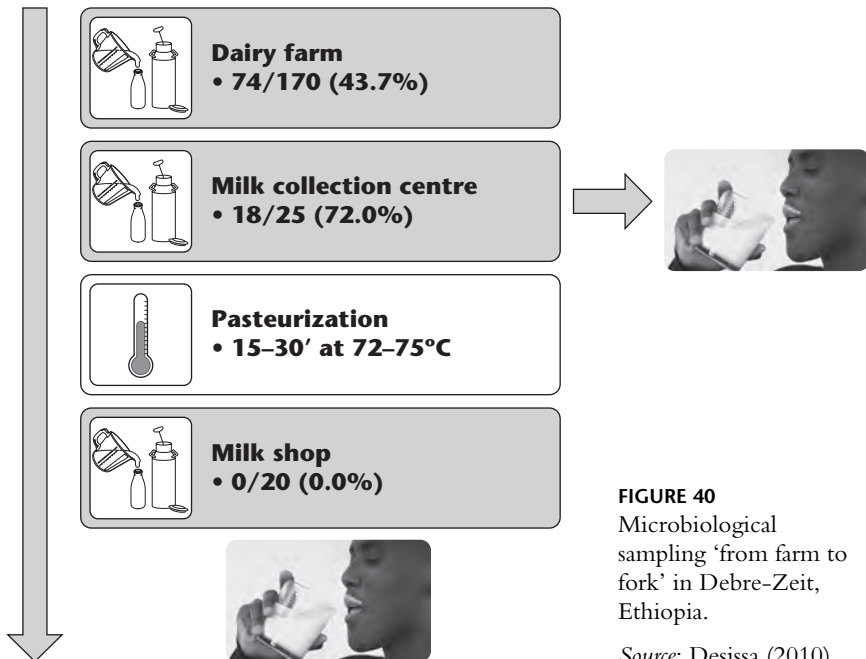 Dairy farm
• 74/170 (43.7%)
Milk collection centre
• 18/25 (72.0%)
Pasteurization
• 15–30′ at 72–75ºC
Milk shop
• 0/20 (0.0%)
FIGURE 40
Microbiological
sampling ‘from farm to
fork’ in Debre-Zeit,
Ethiopia.
Source: Desissa (2010)